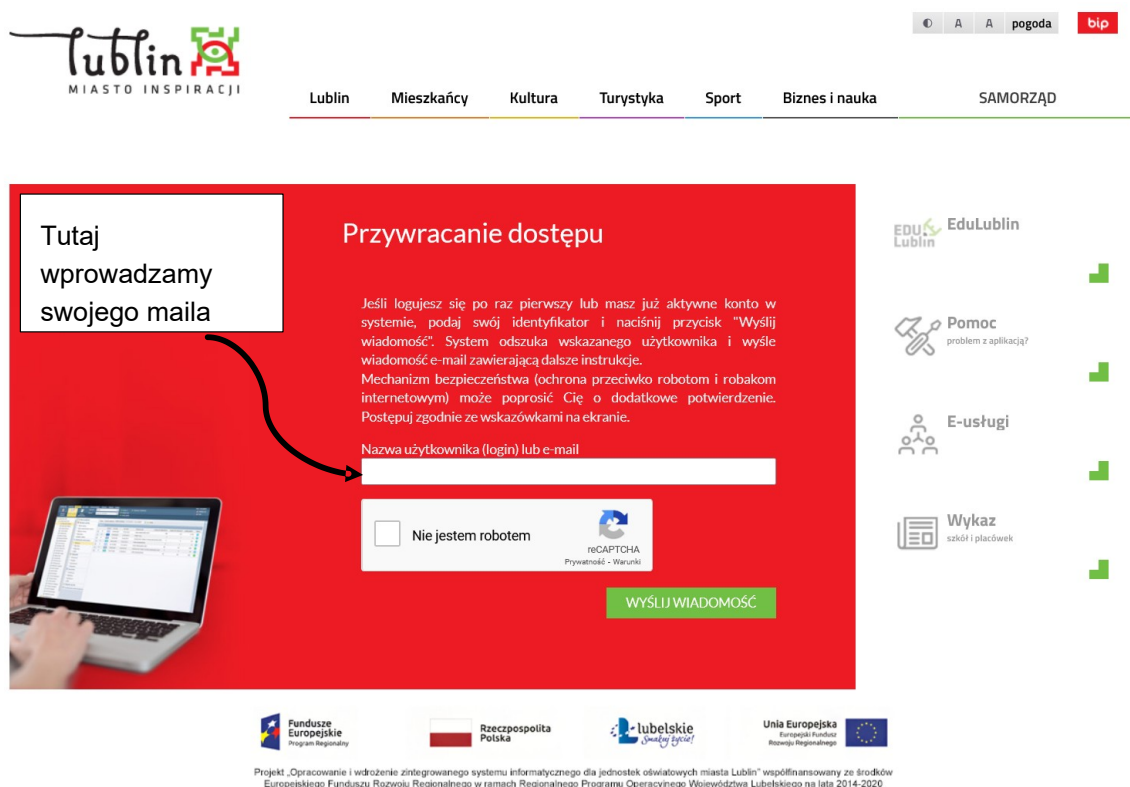 lublin
MIASTO INSPIRACJI
A A pogoda
bip
Lublin Mieszkańcy Kultura Turystyka Sport Biznes i nauka SAMORZĄD
Tutaj
wprowadzamy
swojego maila
Przywracanie dostępu
Jeśli logujesz się po raz pierwszy lub masz już aktywne konto w
systemie, podaj swój identyfikator i naciśnij przycisk "Wyślij
wiadomość". System odszuka wskazanego użytkownika i wyśle
wiadomość e-mail zawierającą dalsze instrukcje.
Mechanizm bezpieczeństwa (ochrona przeciwko robotom i robakom
internetowym) może poprosić Cię o dodatkowe potwierdzenie.
Postępuj zgodnie ze wskazówkami na ekranie.
Nazwa użytkownika (login) lub e-mail
Nie jestem robotem
reCAPTCHA
Prywatność - Warunki
WYŚLIJ WIADOMOŚĆ
EDU
Lublin
EduLublin
Pomoc
problem z aplikacją?
E-usługi
Wykaz
szkół i placówek
Fundusze
Europejskie
Program Regionalny
Rzeczpospolita
Polska
lubelskie
Smakuj życie!
Unia Europejska
Europejski Fundusz
Rozwoju Regionalnego
Projekt „Opracowanie i wdrożenie zintegrowanego systemu informatycznego dla jednostek oświatowych miasta Lublin” współfinansowany ze środków
Europejskiego Funduszu Rozwoju Regionalnego w ramach Regionalnego Programu Operacyjnego Województwa Lubelskiego na lata 2014-2020